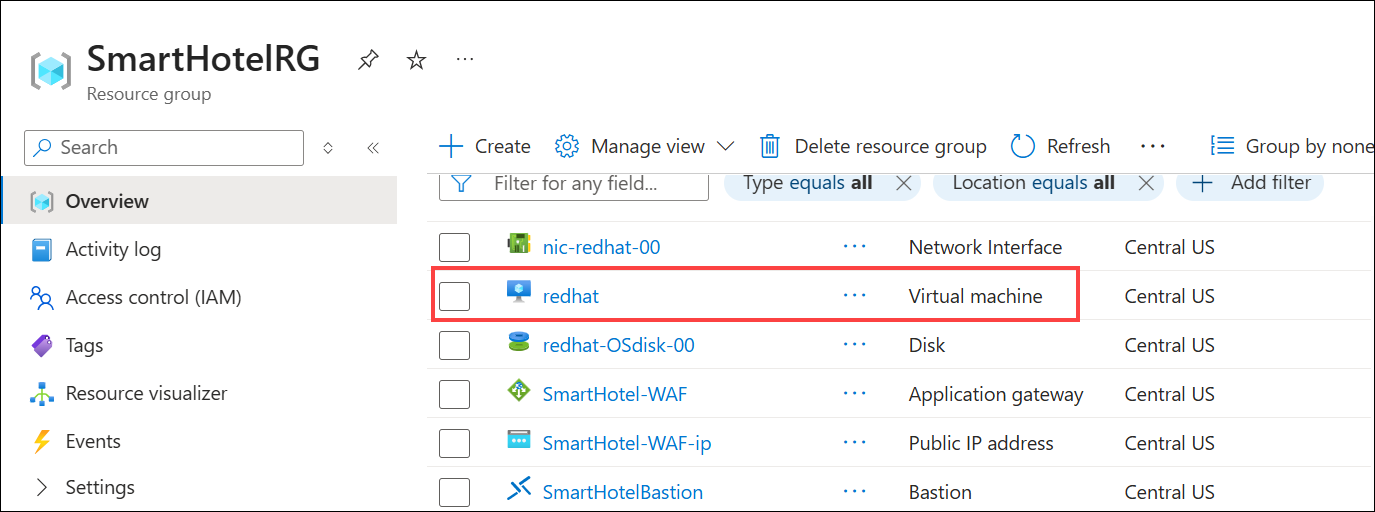 SmartHotelRG
Resource group
Search
Create Manage view Delete resource group Refresh Group by none
Overview
Activity log
Access control (IAM)
Tags
Resource visualizer
Events
Settings
Filter for any field... Type equals all Location equals all Add filter
nic-redhat-00 Network Interface Central US
redhat Virtual machine Central US
redhat-OSdisk-00 Disk Central US
SmartHotel-WAF Application gateway Central US
SmartHotel-WAF-ip Public IP address Central US
SmartHotelBastion Bastion Central US